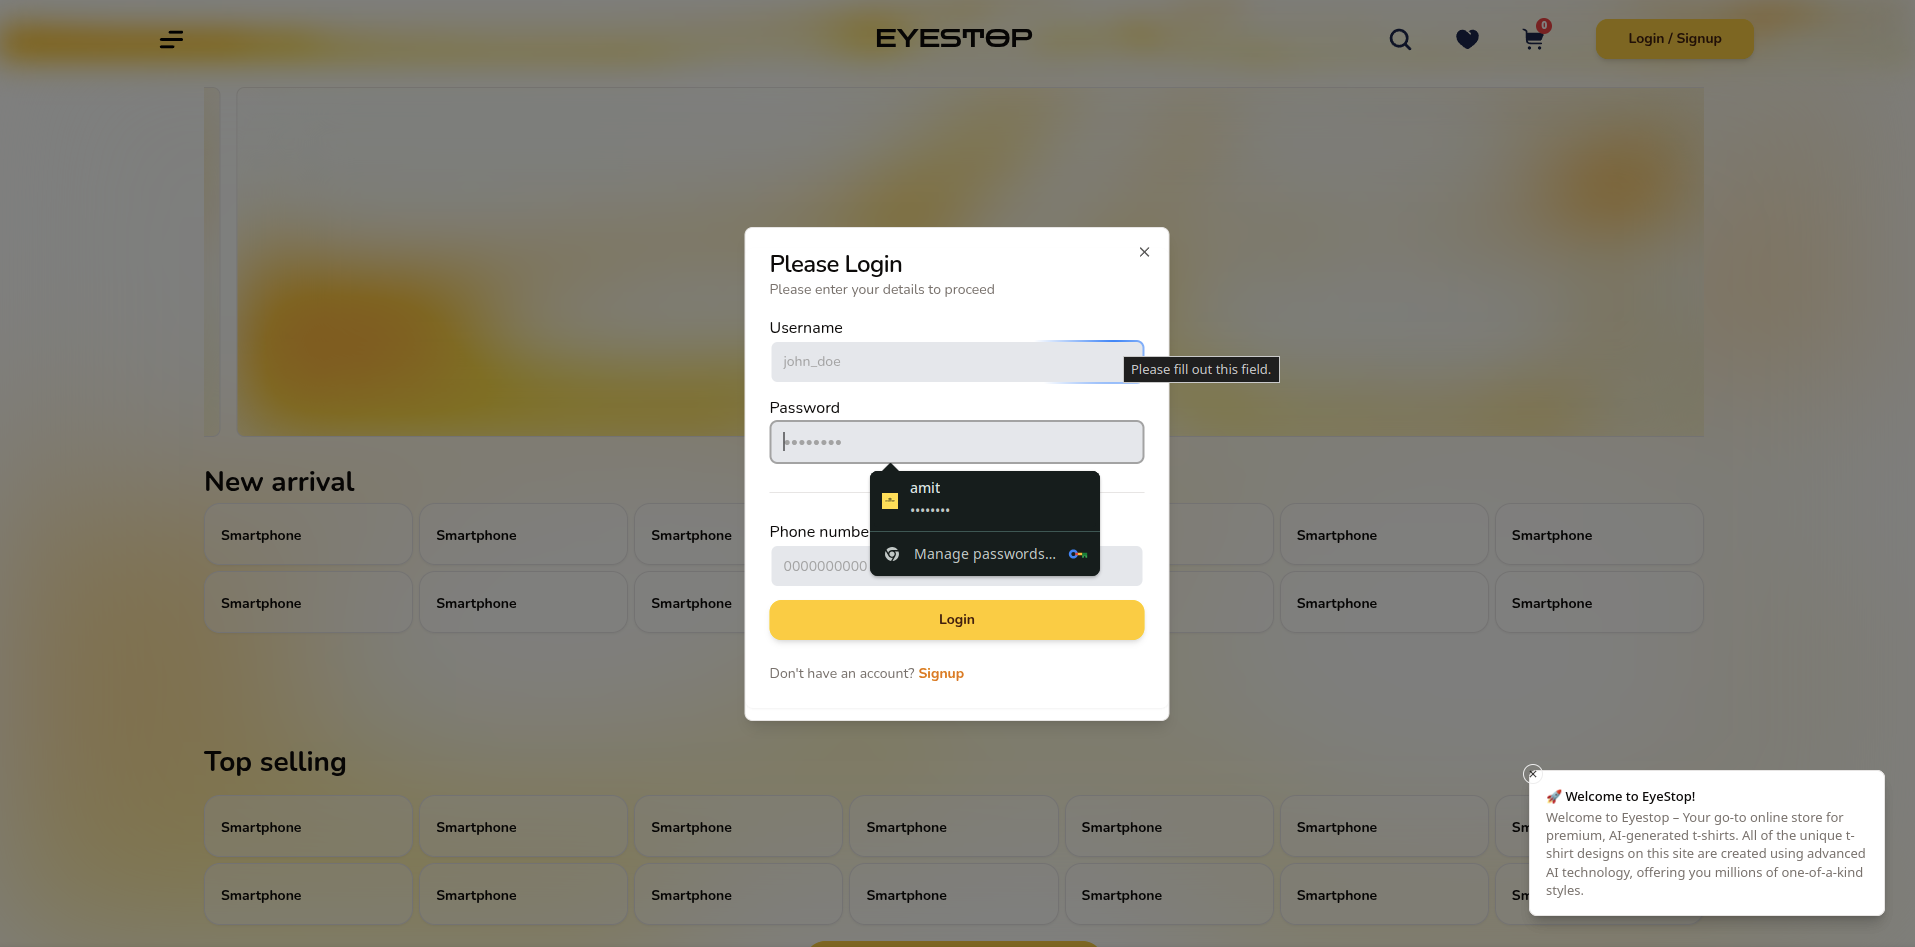 EYESTOP
0
Login / Signup
Please Login
Please enter your details to proceed
Username
john_doe
Please fill out this field.
Password
••••••••
amit
••••••••
Manage passwords...
Phone numbe
0000000000
Login
Don't have an account? Signup
New arrival
Smartphone
Smartphone
Smartphone
Smartphone
Smartphone
Smartphone
Smartphone
Smartphone
Smartphone
Smartphone
Top selling
Smartphone
Smartphone
Smartphone
Smartphone
Smartphone
Smartphone
Sm
Smartphone
Smartphone
Smartphone
Smartphone
Smartphone
Smartphone
Sm
🚀 Welcome to EyeStop!
Welcome to Eyestop – Your go-to online store for
premium, AI-generated t-shirts. All of the unique t-
shirt designs on this site are created using advanced
AI technology, offering you millions of one-of-a-kind
styles.